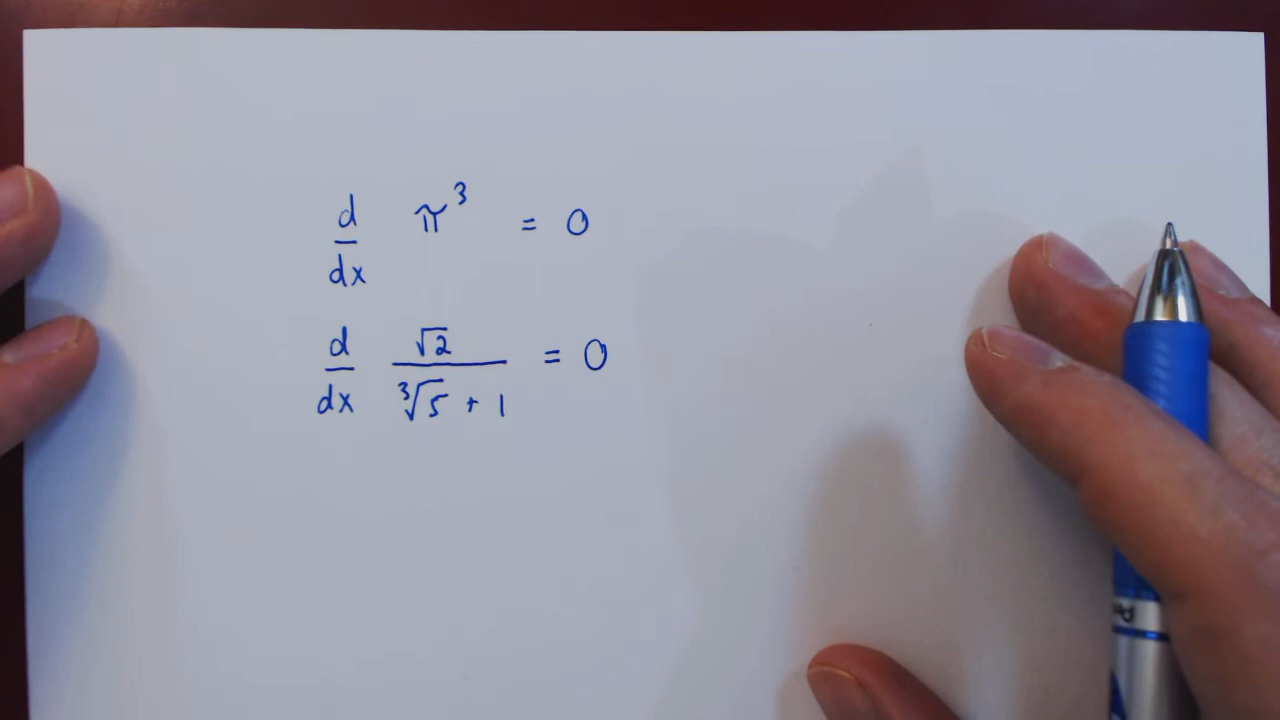 d/dx π³ = 0
d/dx √2 / (∛5 + 1) = 0